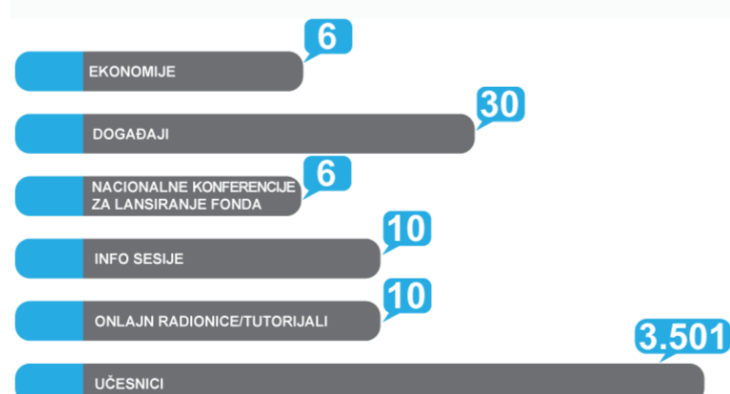 6
EKONOMIJE
30
DOGAĐAJI
6
NACIONALNE KONFERENCIJE
ZA LANSIRANJE FONDA
10
INFO SESIJE
10
ONLAJN RADIONICE/TUTORIJALI
3.501
UČESNICI